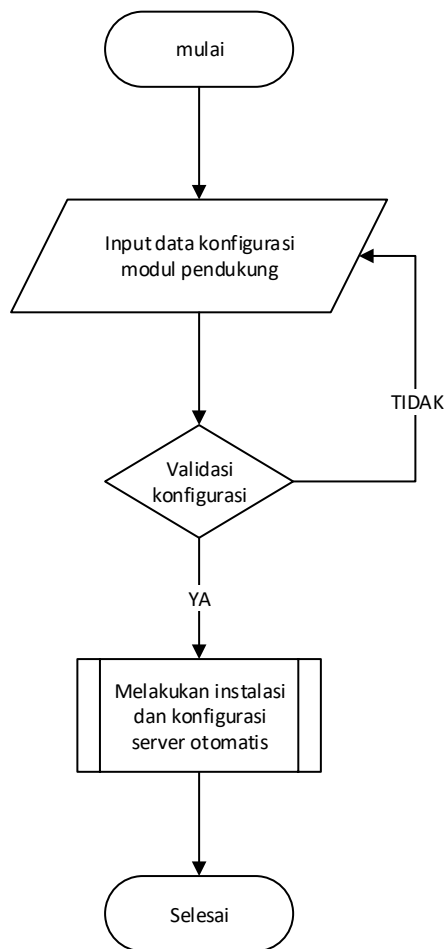 mulai
Input data konfigurasi
modul pendukung
TIDAK
Validasi
konfigurasi
YA
Melakukan instalasi
dan konfigurasi
server otomatis
Selesai